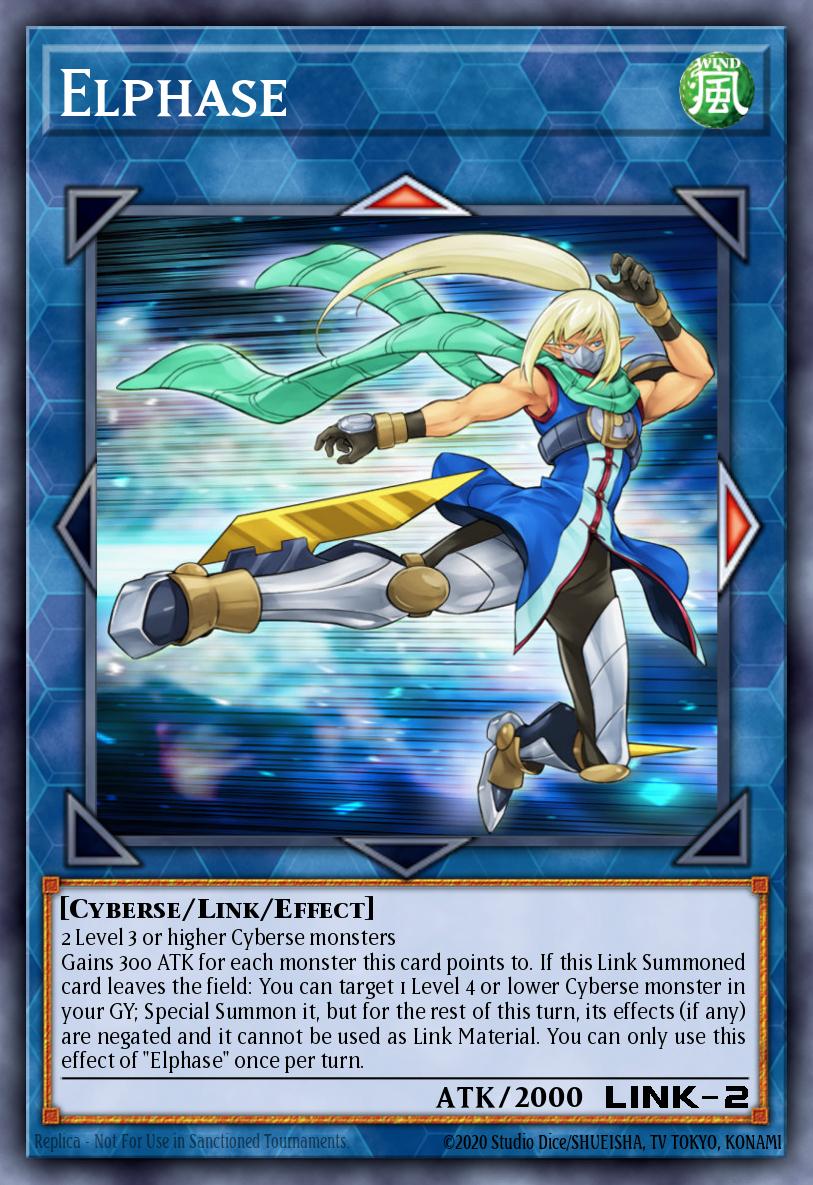 Elphase
WIND
風
[Cyberse/Link/Effect]
2 Level 3 or higher Cyberse monsters
Gains 300 ATK for each monster this card points to. If this Link Summoned
card leaves the field: You can target 1 Level 4 or lower Cyberse monster in
your GY; Special Summon it, but for the rest of this turn, its effects (if any)
are negated and it cannot be used as Link Material. You can only use this
effect of "Elphase" once per turn.
ATK/2000 LINK-2
Replica - Not For Use in Sanctioned Tournaments. ©2020 Studio Dice/SHUEISHA, TV TOKYO, KONAMI